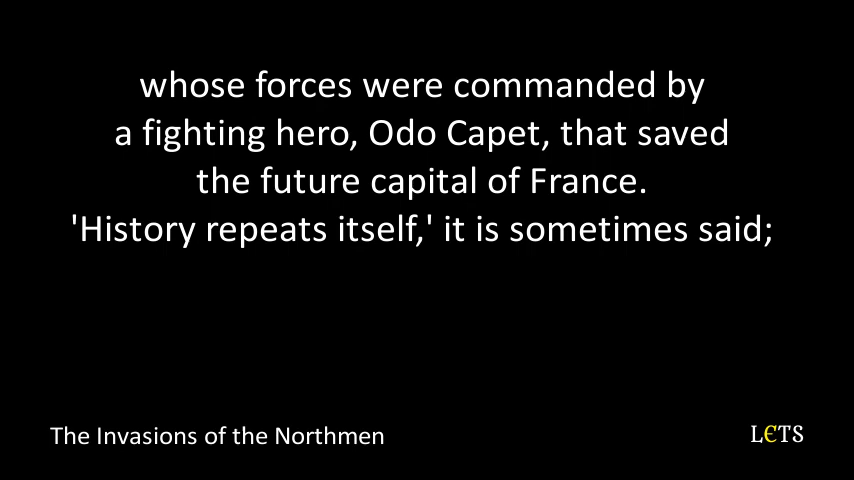 whose forces were commanded by
a fighting hero, Odo Capet, that saved
the future capital of France.
'History repeats itself,' it is sometimes said;
The Invasions of the Northmen
LЄTS